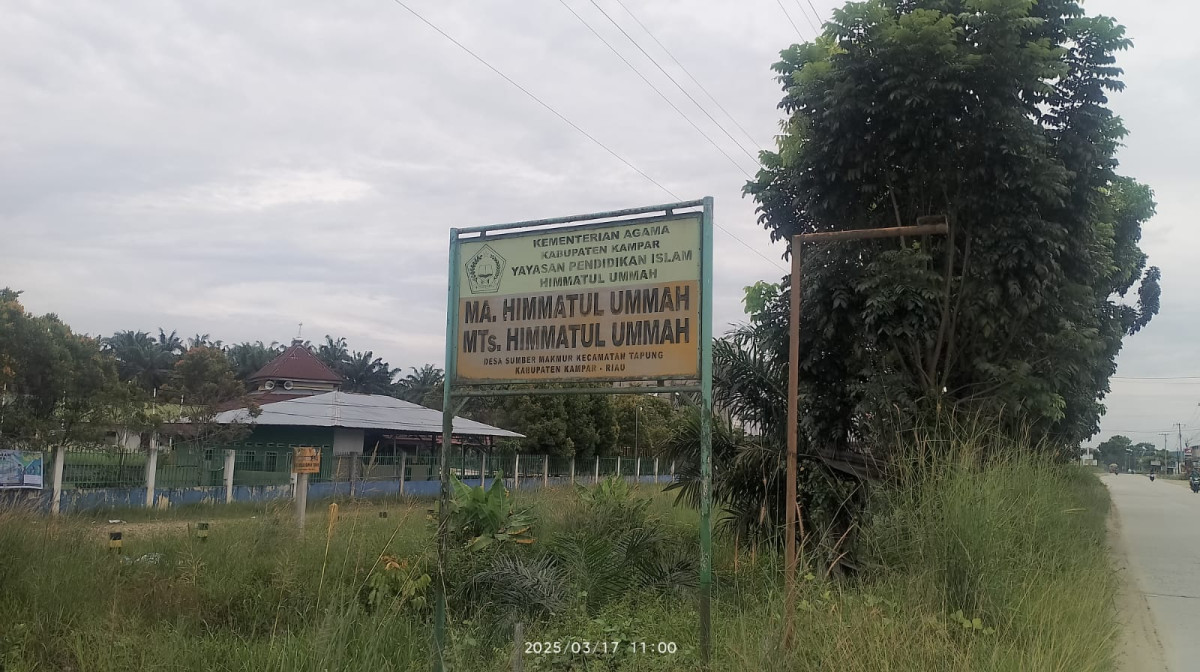 KEMENTERIAN AGAMA
KABUPATEN KAMPAR
YAYASAN PENDIDIKAN ISLAM
HIMMATUL UMMAH
MA. HIMMATUL UMMAH
MTs. HIMMATUL UMMAH
DESA SUMBER MAKMUR KECAMATAN TAPUNG
KABUPATEN KAMPAR - RIAU
2025/03/17 11:00